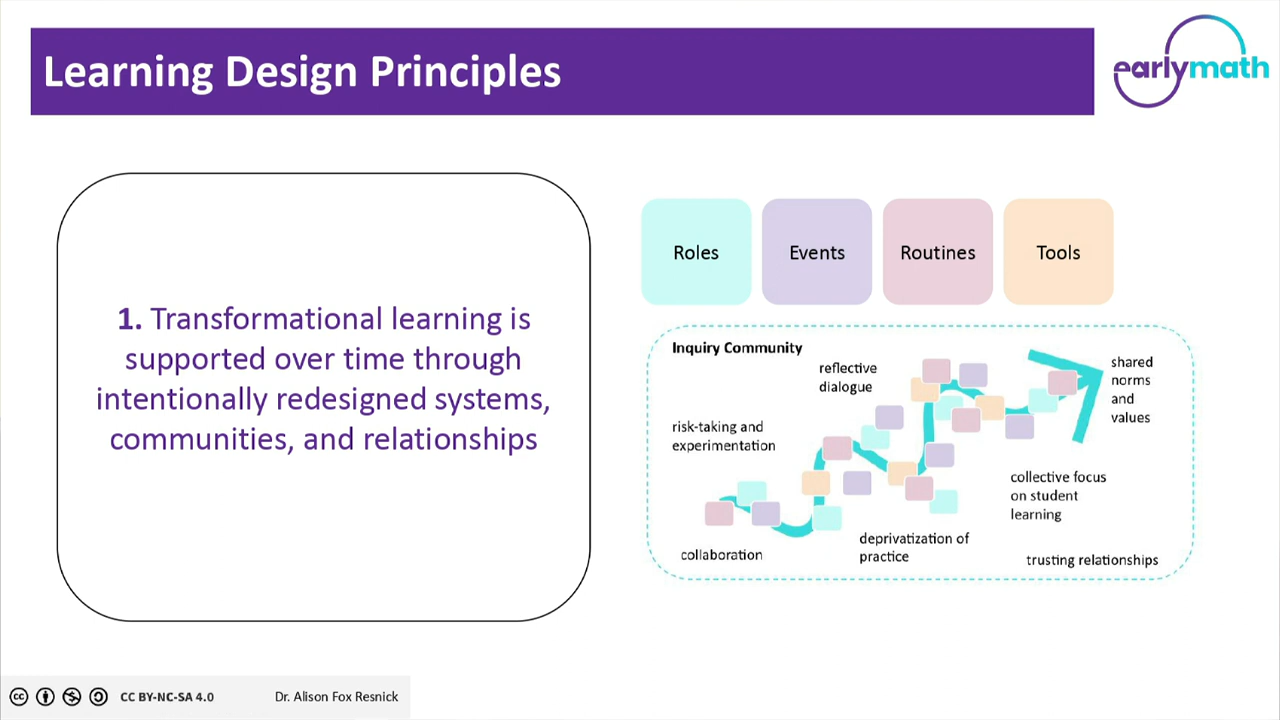 Learning Design Principles
earlymath
1. Transformational learning is
supported over time through
intentionally redesigned systems,
communities, and relationships
Roles
Events
Routines
Tools
Inquiry Community
reflective
dialogue
shared
norms
and
values
risk-taking and
experimentation
collective focus
on student
learning
collaboration
deprivatization of
practice
trusting relationships
CC BY-NC-SA 4.0
Dr. Alison Fox Resnick